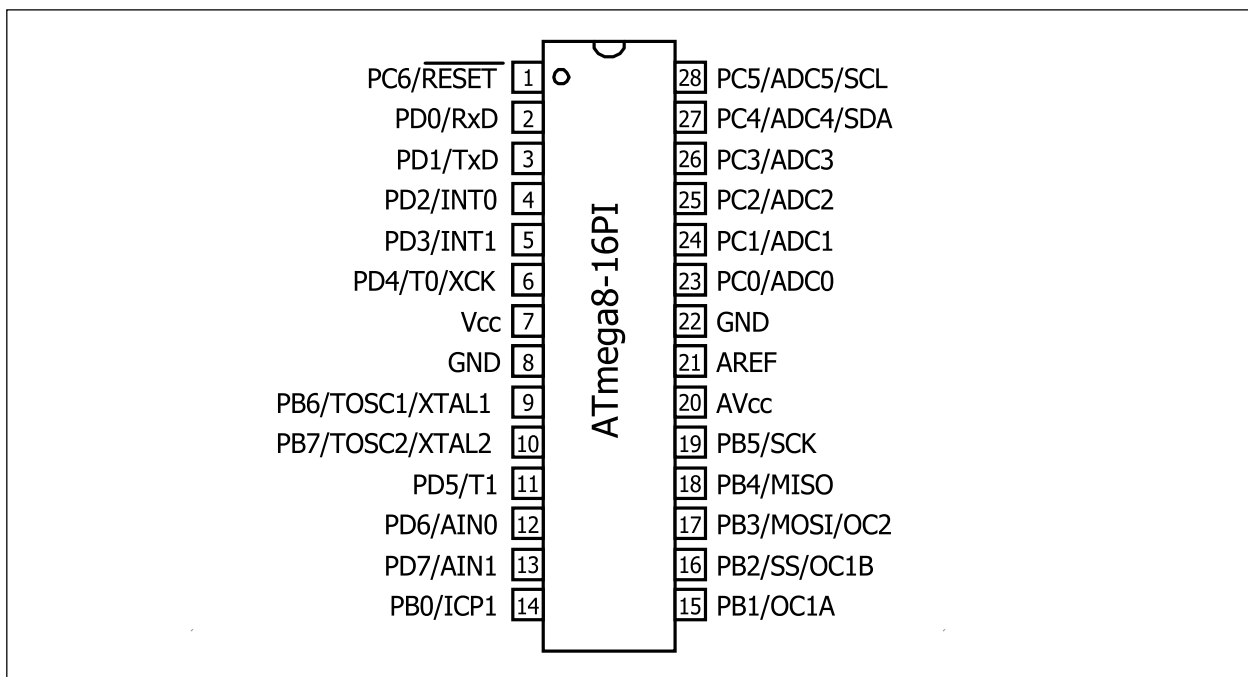 PC6/RESET 1
PD0/RxD 2
PD1/TxD 3
PD2/INT0 4
PD3/INT1 5
PD4/T0/XCK 6
Vcc 7
GND 8
PB6/TOSC1/XTAL1 9
PB7/TOSC2/XTAL2 10
PD5/T1 11
PD6/AIN0 12
PD7/AIN1 13
PB0/ICP1 14
ATmega8-16PI
28 PC5/ADC5/SCL
27 PC4/ADC4/SDA
26 PC3/ADC3
25 PC2/ADC2
24 PC1/ADC1
23 PC0/ADC0
22 GND
21 AREF
20 AVcc
19 PB5/SCK
18 PB4/MISO
17 PB3/MOSI/OC2
16 PB2/SS/OC1B
15 PB1/OC1A